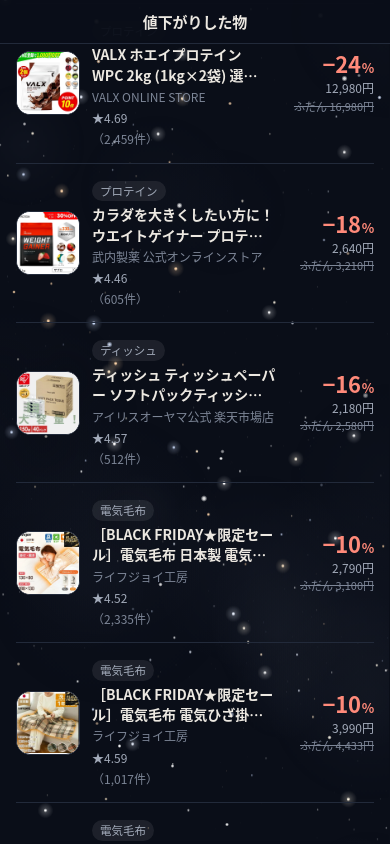 値下がりした物
VALX ホエイプロテイン
WPC 2kg (1kg×2袋) 選…
VALX ONLINE STORE
★4.69
（2,459件）
−24%
12,980円
ふだん 16,980円
プロテイン
カラダを大きくしたい方に！
ウエイトゲイナー プロテ…
武内製薬 公式オンラインストア
★4.46
（605件）
−18%
2,640円
ふだん 3,210円
ティッシュ
ティッシュ ティッシュペーパ
ー ソフトパックティッシ…
アイリスオーヤマ公式 楽天市場店
★4.57
（512件）
−16%
2,180円
ふだん 2,580円
電気毛布
［BLACK FRIDAY★限定セー
ル］電気毛布 日本製 電気…
ライフジョイ工房
★4.52
（2,335件）
−10%
2,790円
ふだん 3,100円
電気毛布
［BLACK FRIDAY★限定セー
ル］電気毛布 電気ひざ掛…
ライフジョイ工房
★4.59
（1,017件）
−10%
3,990円
ふだん 4,433円
電気毛布
VALX
WEIGHT
電気毛布